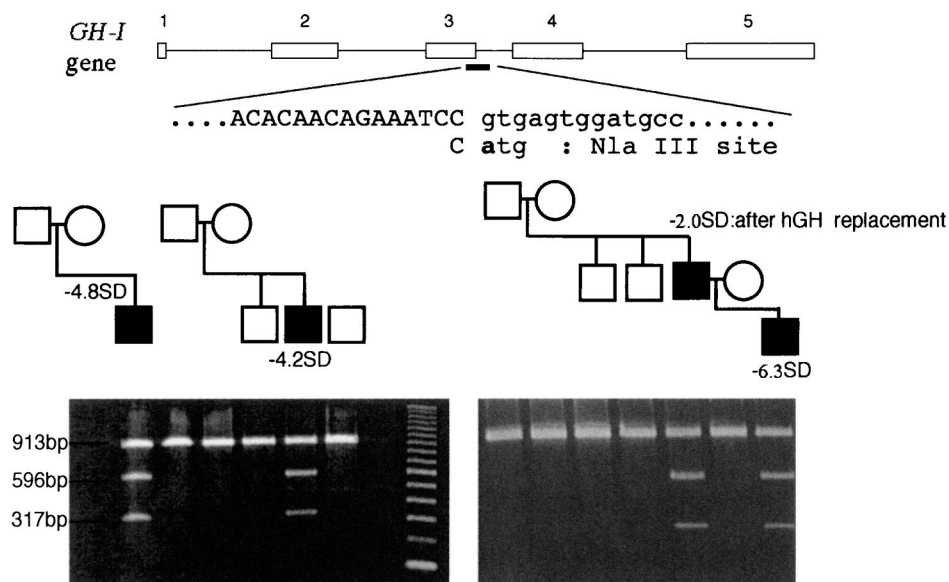 1 2 3 4 5
GH-I
gene
....ACACAACAGAAATCC gtgagtggatgcc......
C atg : Nla III site
-2.0SD:after hGH replacement
-4.8SD
-4.2SD
-6.3SD
913bp
596bp
317bp